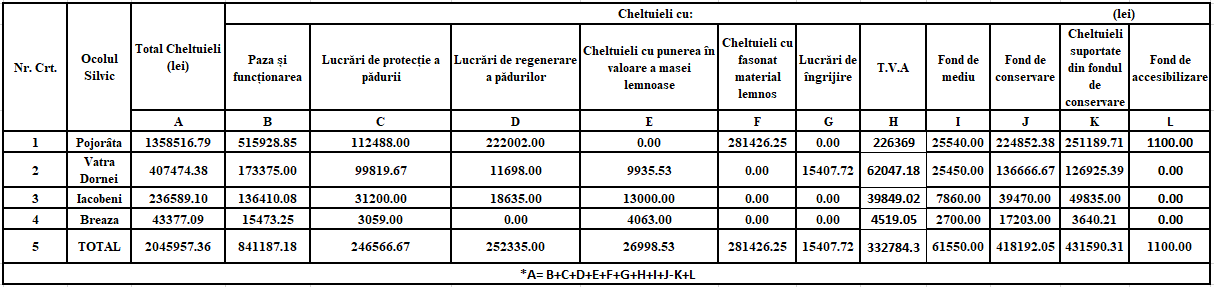 Nr. Crt. Ocolul Silvic Total Cheltuieli (lei) Cheltuieli cu: (lei)
Paza și funcționarea Lucrări de protecție a pădurii Lucrări de regenerare a pădurilor Cheltuieli cu punerea în valoare a masei lemnoase Cheltuieli cu fasonat material lemnos Lucrări de îngrijire T.V.A Fond de mediu Fond de conservare Cheltuieli suportate din fondul de conservare Fond de accesibilizare
A B C D E F G H I J K L
1 Pojorâta 1358516.79 515928.85 112488.00 222002.00 0.00 281426.25 0.00 226369 25540.00 224852.38 251189.71 1100.00
2 Vatra Dornei 407474.38 173375.00 99819.67 11698.00 9935.53 0.00 15407.72 62047.18 25450.00 136666.67 126925.39 0.00
3 Iacobeni 236589.10 136410.08 31200.00 18635.00 13000.00 0.00 0.00 39849.02 7860.00 39470.00 49835.00 0.00
4 Breaza 43377.09 15473.25 3059.00 0.00 4063.00 0.00 0.00 4519.05 2700.00 17203.00 3640.21 0.00
5 TOTAL 2045957.36 841187.18 246566.67 252335.00 26998.53 281426.25 15407.72 332784.3 61550.00 418192.05 431590.31 1100.00
*A= B+C+D+E+F+G+H+I+J-K+L